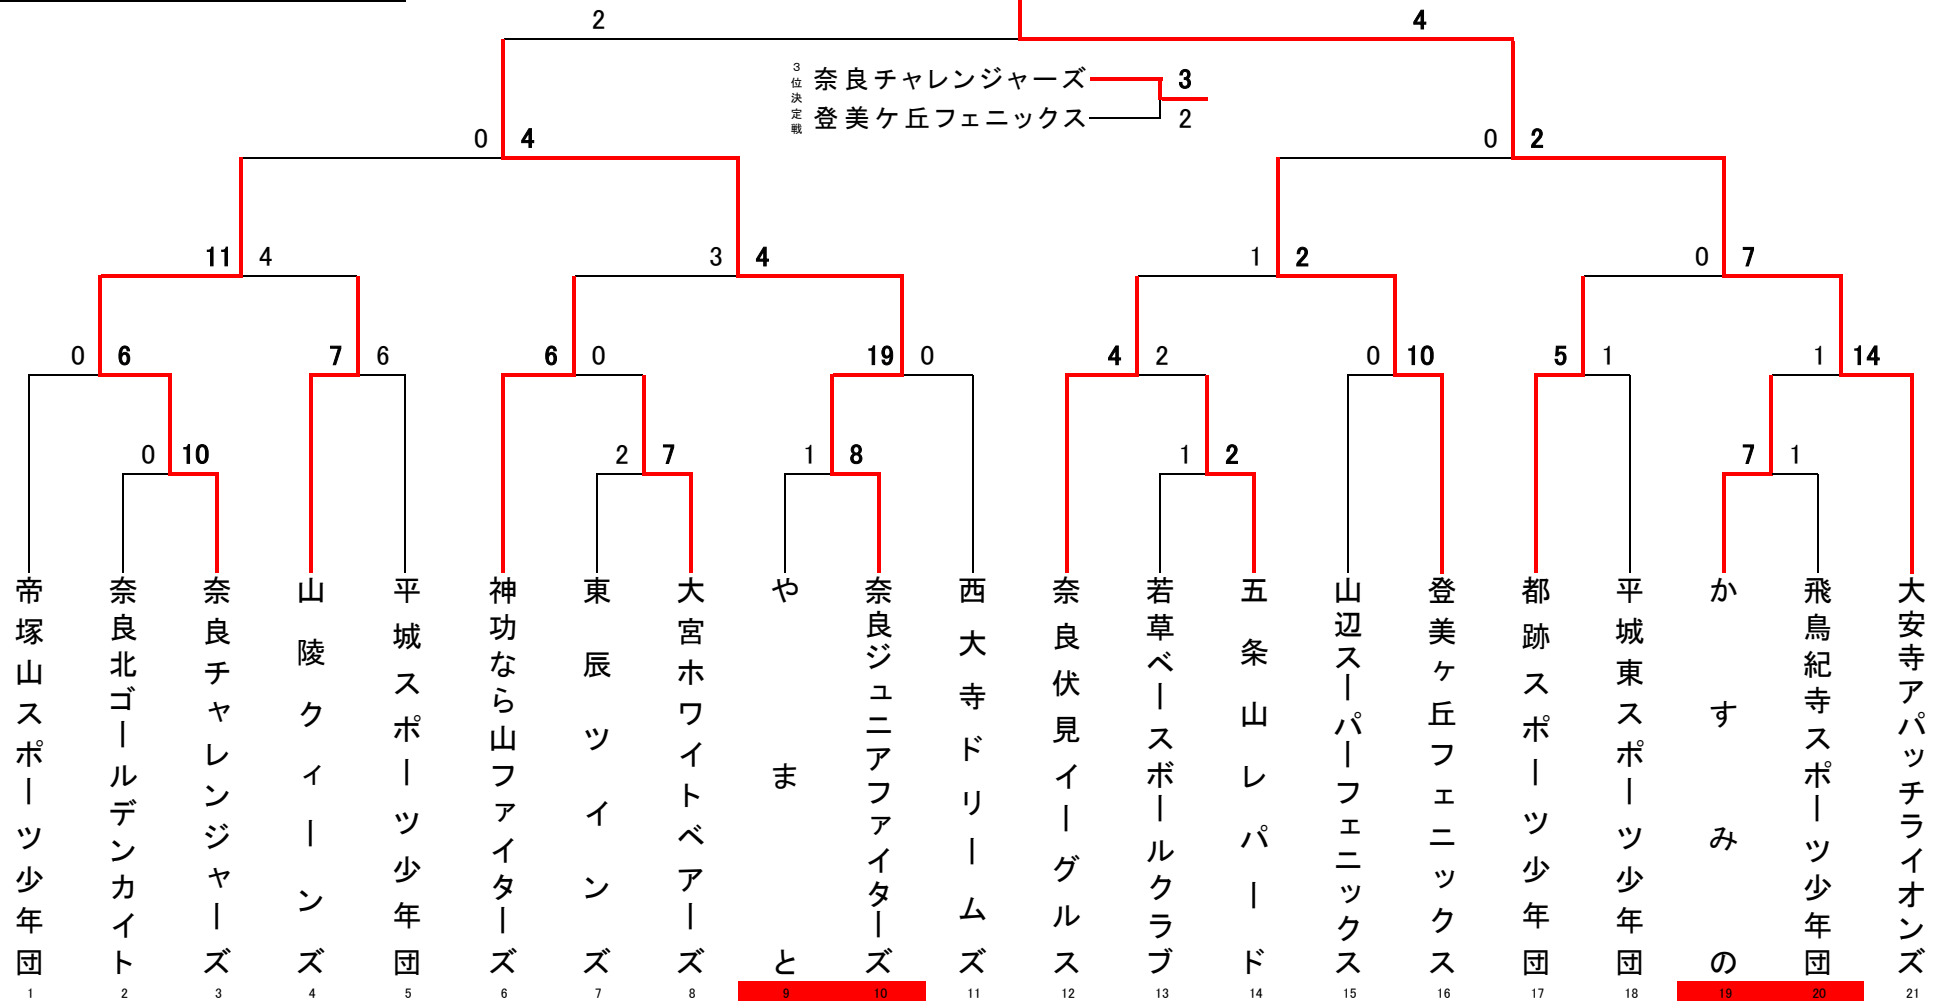 2 4
3位決定戦
奈良チャレンジャーズ 3
登美ケ丘フェニックス 2
0 4 0 2
11 4 3 4 1 2 0 7
0 6 7 6 6 0 19 0 4 2 0 10 5 1 1 14
0 10 2 7 1 8 1 2 7 1
帝塚山スポーツ少年団
奈良北ゴールデンカイト
奈良チャレンジャーズ
山陵クィーンズ
平城スポーツ少年団
神功なら山ファイターズ
東辰ツインズ
大宮ホワイトベアーズ
やまと
奈良ジュニアファイターズ
西大寺ドリームズ
奈良伏見イーグルス
若草ベースボールクラブ
五条山レパード
山辺スーパーフェニックス
登美ヶ丘フェニックス
都跡スポーツ少年団
平城東スポーツ少年団
かすみの
飛鳥紀寺スポーツ少年団
大安寺アパッチライオンズ
1 2 3 4 5 6 7 8 9 10 11 12 13 14 15 16 17 18 19 20 21